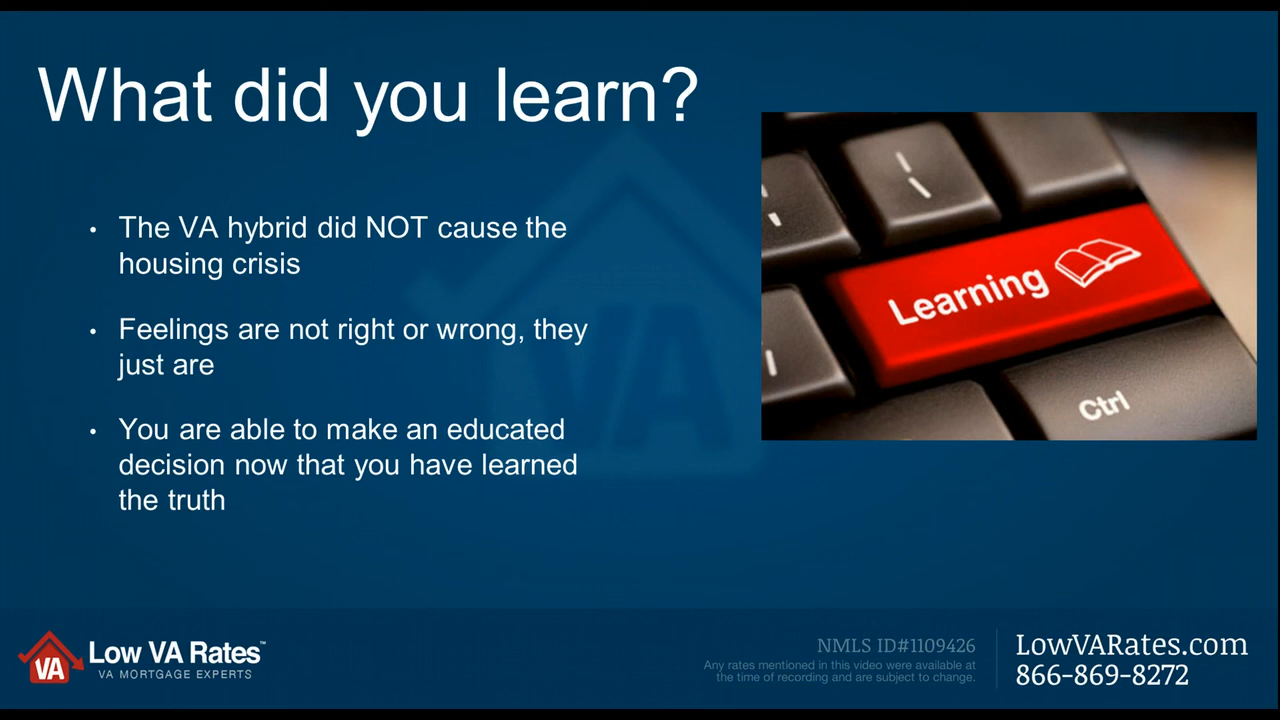 What did you learn?
• The VA hybrid did NOT cause the
housing crisis
• Feelings are not right or wrong, they
just are
• You are able to make an educated
decision now that you have learned
the truth
Learning
Ctrl
VA
VA
Low VA Rates™
VA MORTGAGE EXPERTS
NMLS ID#1109426
Any rates mentioned in this video were available at
the time of recording and are subject to change.
LowVARates.com
866-869-8272